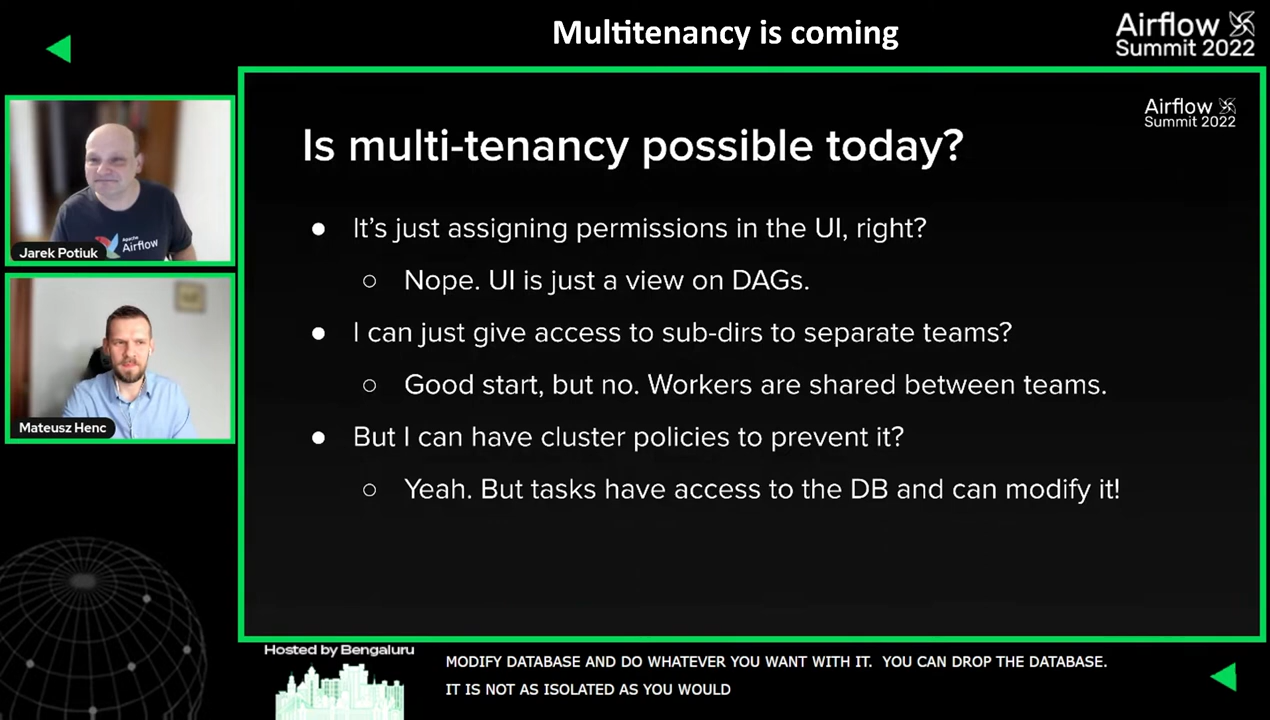 Multitenancy is coming
Airflow
Summit 2022
Airflow
Summit 2022
Is multi-tenancy possible today?
● It's just assigning permissions in the UI, right?
○ Nope. UI is just a view on DAGs.
● I can just give access to sub-dirs to separate teams?
○ Good start, but no. Workers are shared between teams.
● But I can have cluster policies to prevent it?
○ Yeah. But tasks have access to the DB and can modify it!
Apache
Airflow
Jarek Potiuk
Mateusz Henc
Hosted by Bengaluru
MODIFY DATABASE AND DO WHATEVER YOU WANT WITH IT. YOU CAN DROP THE DATABASE.
IT IS NOT AS ISOLATED AS YOU WOULD